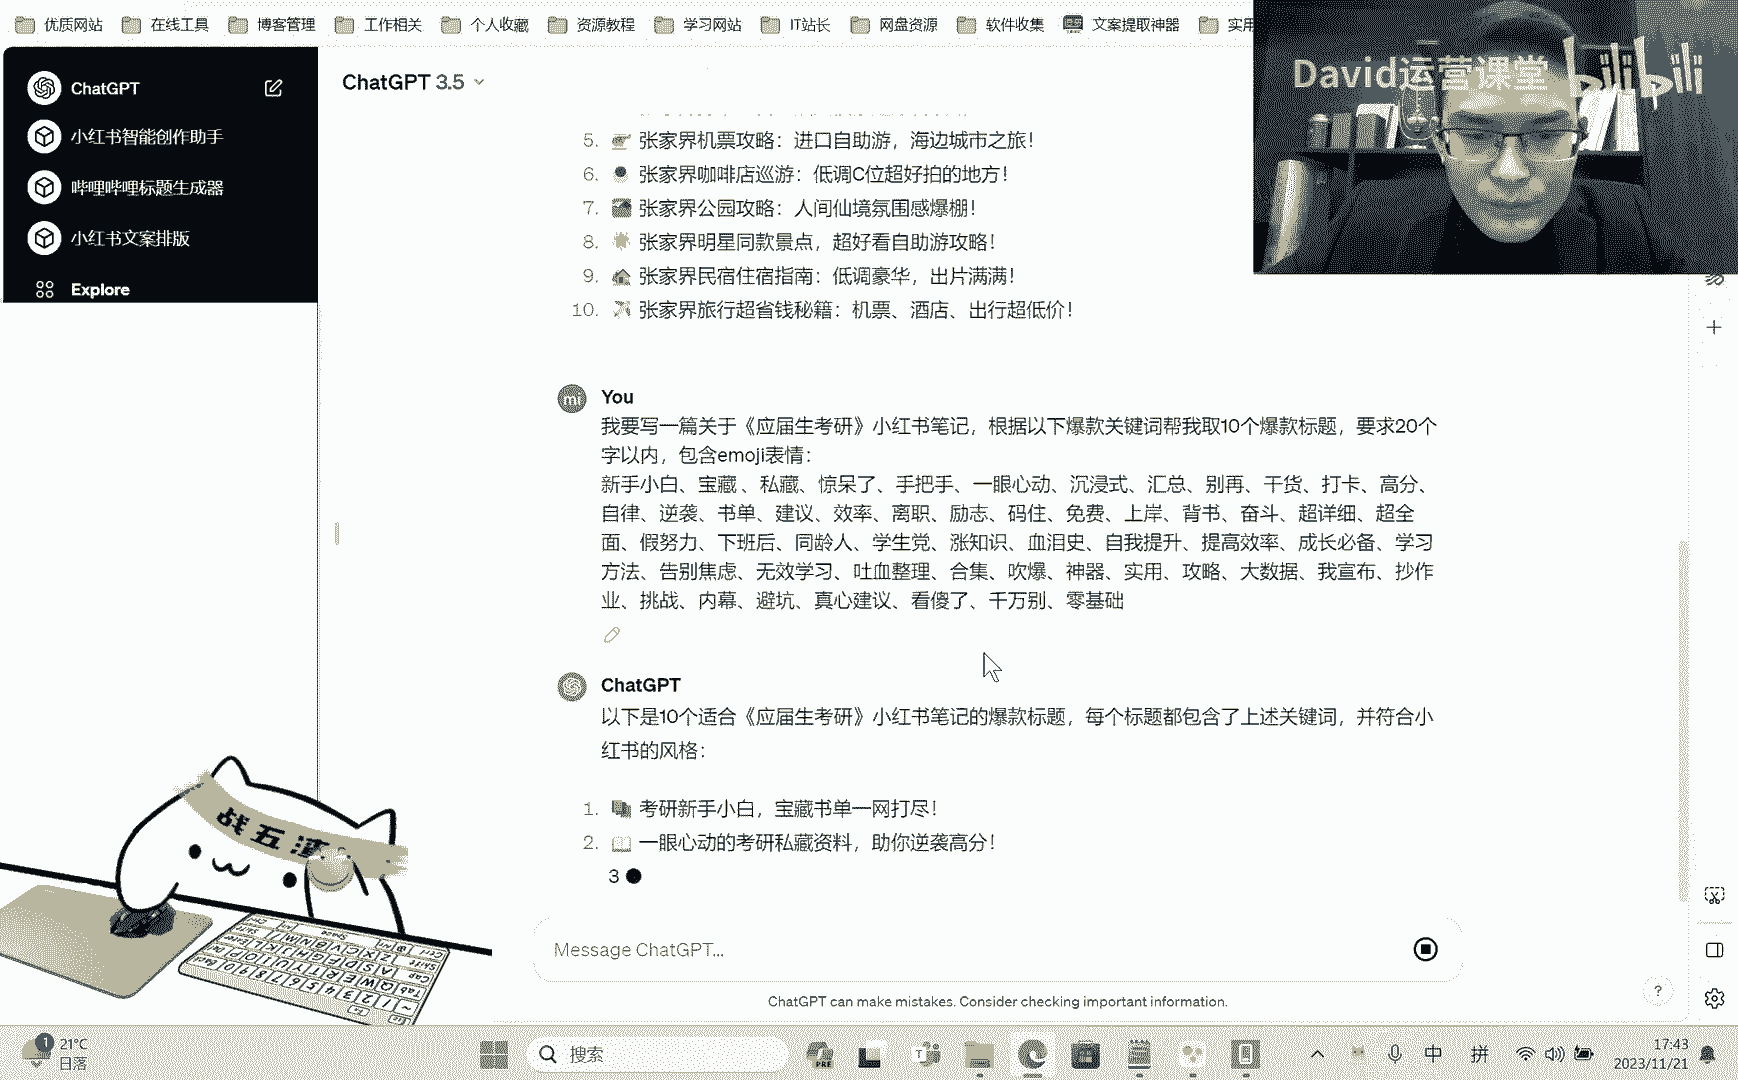 优质网站 在线工具 博客管理 工作相关 个人收藏 资源教程 学习网站 IT站长 网盘资源 软件收集 文案提取神器 实用
David运营课堂 bilibili
ChatGPT
小红书智能创作助手
哔哩哔哩标题生成器
小红书文案排版
Explore
ChatGPT 3.5
5. 张家界机票攻略：进口自助游，海边城市之旅！
6. 张家界咖啡店巡游：低调C位超好拍的地方！
7. 张家界公园攻略：人间仙境氛围感爆棚！
8. 张家界明星同款景点，超好看自助游攻略！
9. 张家界民宿住宿指南：低调豪华，出片满满！
10. 张家界旅行超省钱秘籍：机票、酒店、出行超低价！
mi
You
我要写一篇关于《应届生考研》小红书笔记，根据以下爆款关键词帮我取10个爆款标题，要求20个
字以内，包含emoji表情：
新手小白、宝藏 、私藏、惊呆了、手把手、一眼心动、沉浸式、汇总、别再、干货、打卡、高分、
自律、逆袭、书单、建议、效率、离职、励志、码住、免费、上岸、背书、奋斗、超详细、超全
面、假努力、下班后、同龄人、学生党、涨知识、血泪史、自我提升、提高效率、成长必备、学习
方法、告别焦虑、无效学习、吐血整理、合集、吹爆、神器、实用、攻略、大数据、我宣布、抄作
业、挑战、内幕、避坑、真心建议、看傻了、千万别、零基础
ChatGPT
以下是10个适合《应届生考研》小红书笔记的爆款标题，每个标题都包含了上述关键词，并符合小
红书的风格：
1. 考研新手小白，宝藏书单一网打尽！
2. 一眼心动的考研私藏资料，助你逆袭高分！
3
Message ChatGPT...
ChatGPT can make mistakes. Consider checking important information.
?
战五渣
1
21°C
日落
搜索
PRE
中
拼
17:43
2023/11/21